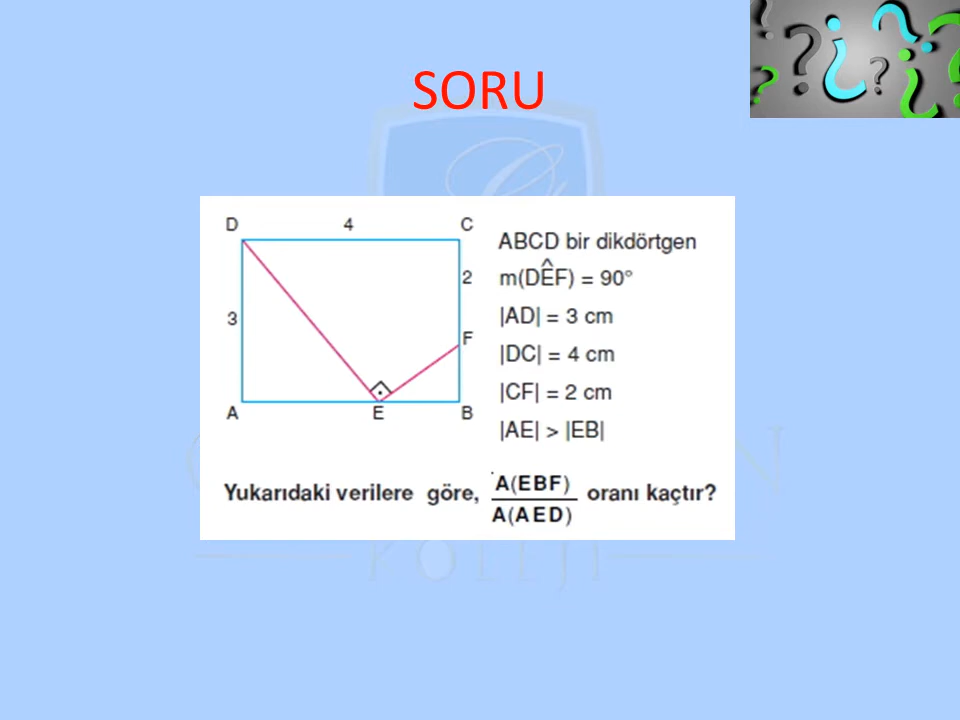 SORU
D 4 C
2
3
F
A E B
ABCD bir dikdörtgen
m(DÊF) = 90°
|AD| = 3 cm
|DC| = 4 cm
|CF| = 2 cm
|AE| > |EB|
Yukarıdaki verilere göre, A(EBF) / A(AED) oranı kaçtır?